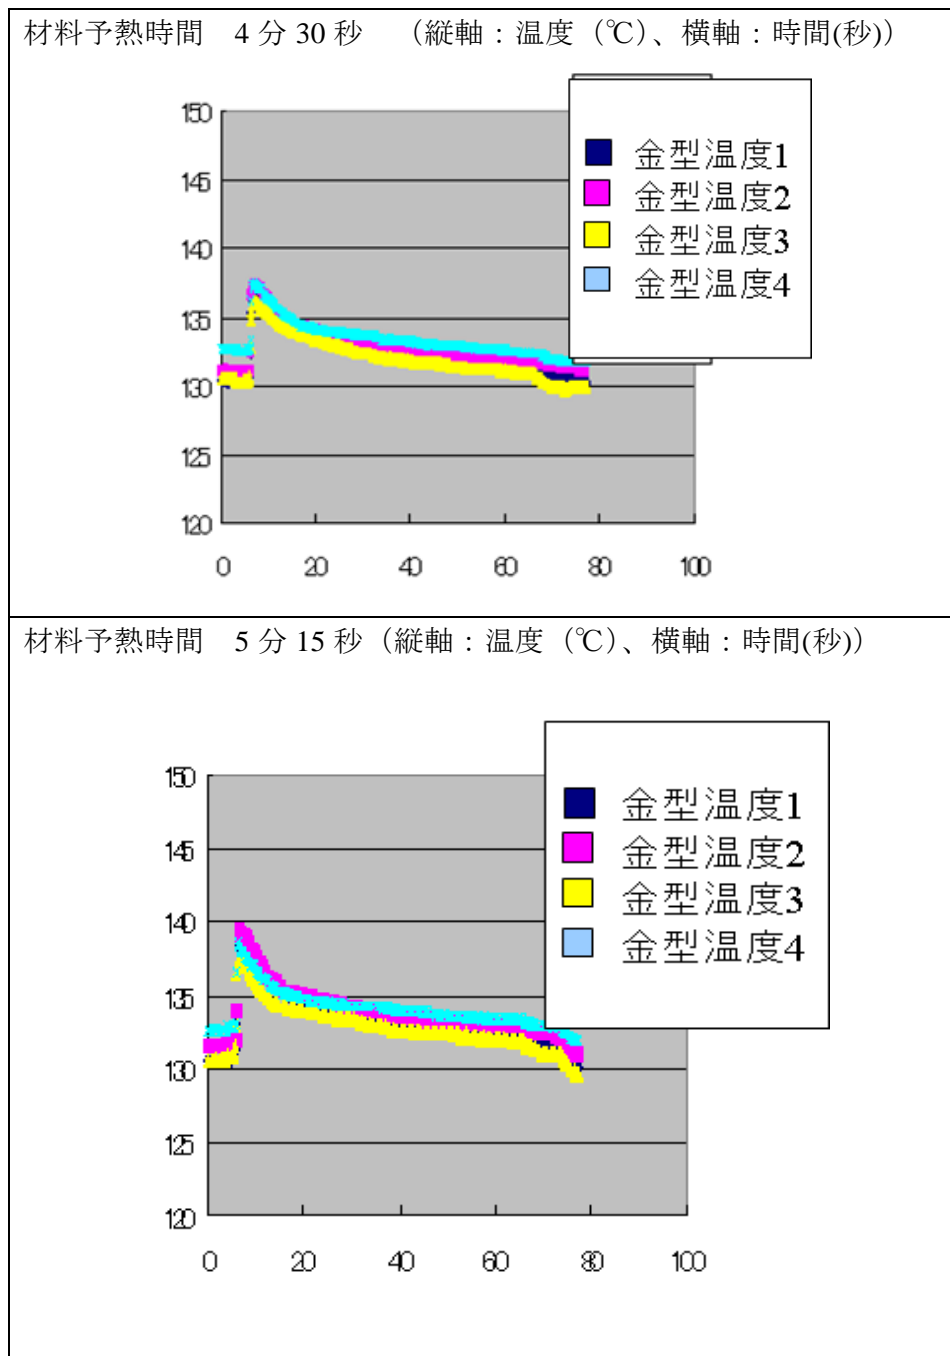 材料予熱時間　4 分 30 秒　（縦軸：温度（℃）、横軸：時間(秒)）
金型温度1
金型温度2
金型温度3
金型温度4
150
145
140
135
130
125
120
0 20 40 60 80 100
材料予熱時間　5 分 15 秒（縦軸：温度（℃）、横軸：時間(秒)）
金型温度1
金型温度2
金型温度3
金型温度4
150
145
140
135
130
125
120
0 20 40 60 80 100